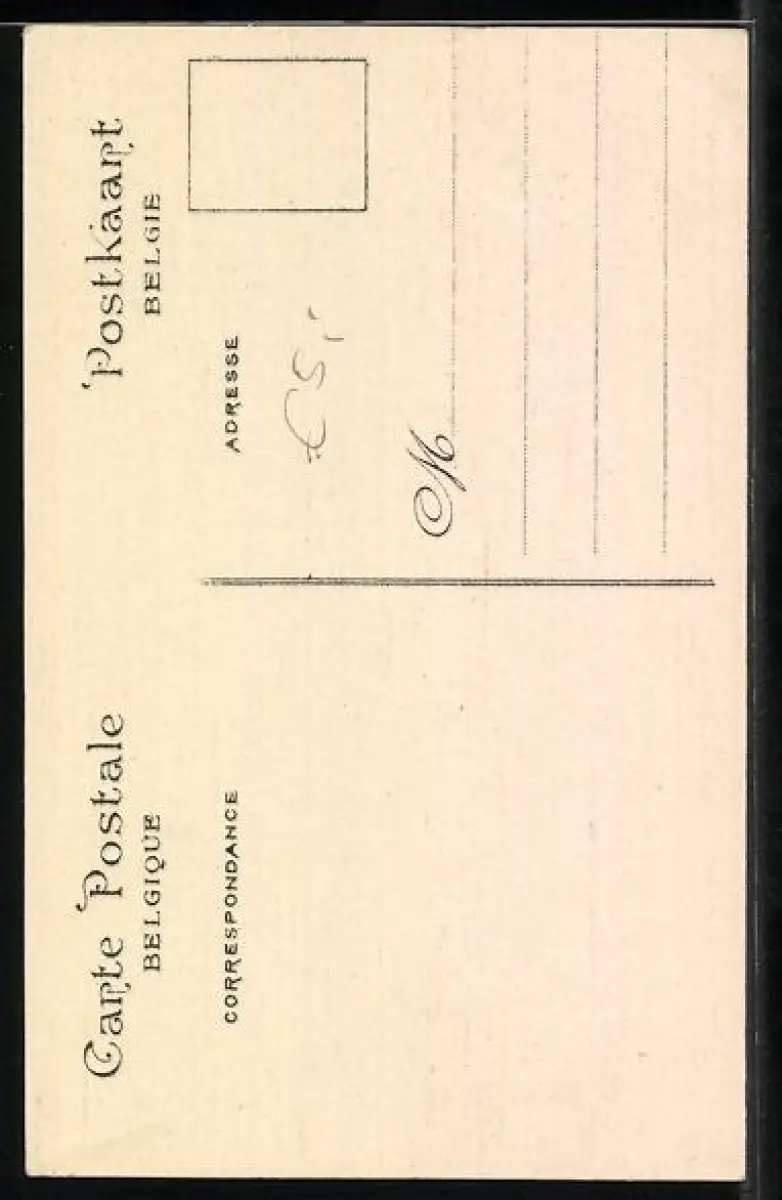 Carte Postale
BELGIQUE
Postkaart
BELGIE
CORRESPONDANCE
ADRESSE
M